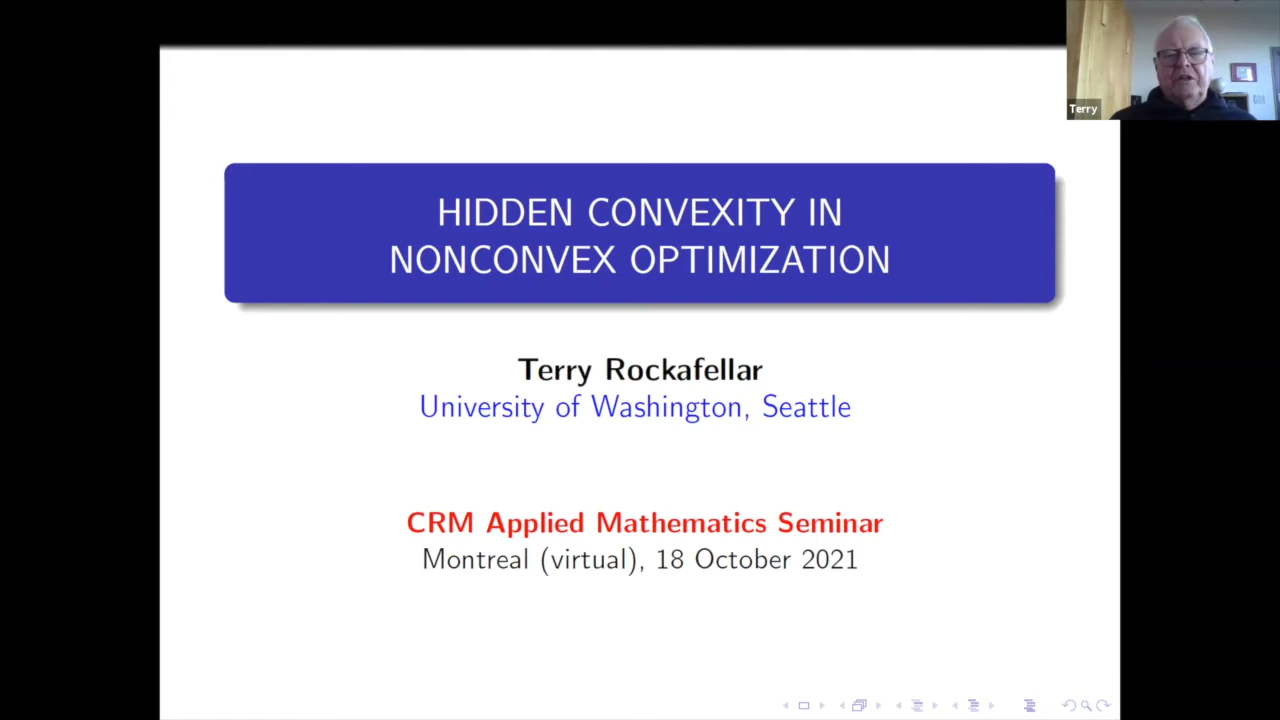 Terry
HIDDEN CONVEXITY IN
NONCONVEX OPTIMIZATION
Terry Rockafellar
University of Washington, Seattle
CRM Applied Mathematics Seminar
Montreal (virtual), 18 October 2021